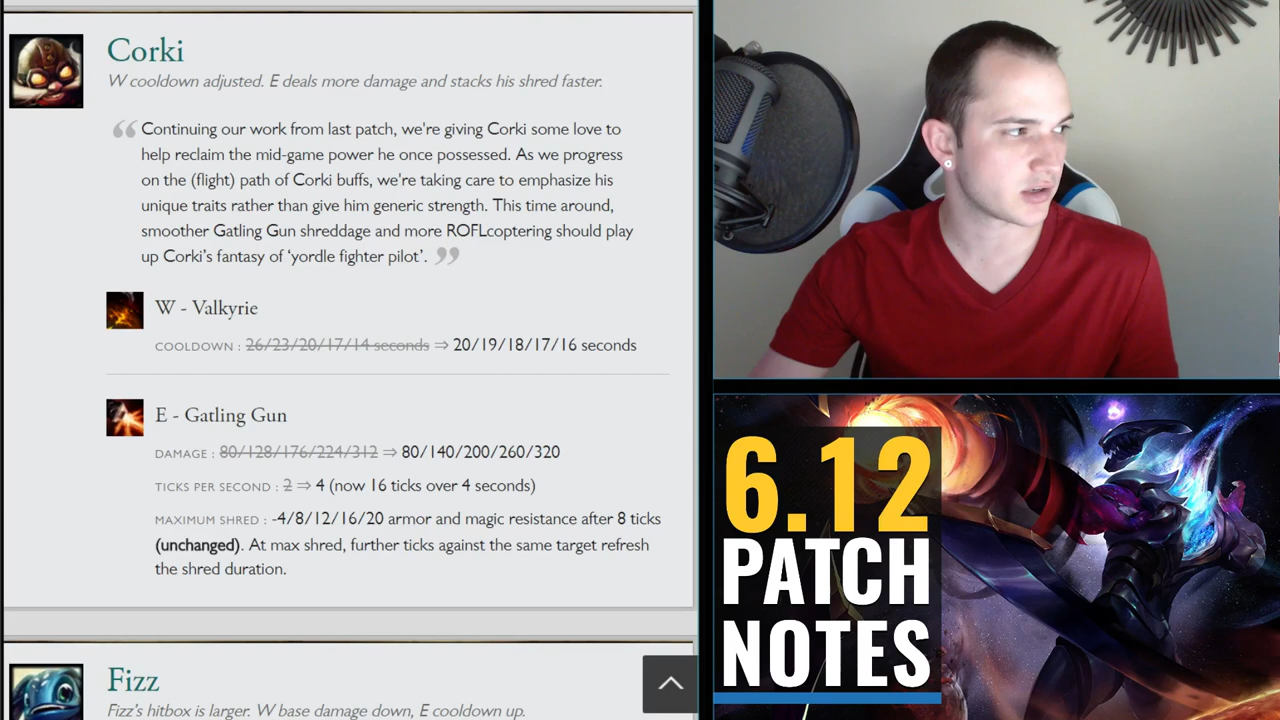 Corki
W cooldown adjusted. E deals more damage and stacks his shred faster.
“Continuing our work from last patch, we're giving Corki some love to
help reclaim the mid-game power he once possessed. As we progress
on the (flight) path of Corki buffs, we're taking care to emphasize his
unique traits rather than give him generic strength. This time around,
smoother Gatling Gun shreddage and more ROFLcoptering should play
up Corki's fantasy of 'yordle fighter pilot'.”
W - Valkyrie
COOLDOWN : 26/23/20/17/14 seconds ⇒ 20/19/18/17/16 seconds
E - Gatling Gun
DAMAGE : 80/128/176/224/312 ⇒ 80/140/200/260/320
TICKS PER SECOND : 2 ⇒ 4 (now 16 ticks over 4 seconds)
MAXIMUM SHRED : -4/8/12/16/20 armor and magic resistance after 8 ticks
(unchanged). At max shred, further ticks against the same target refresh
the shred duration.
Fizz
Fizz's hitbox is larger. W base damage down, E cooldown up.
6.12
PATCH
NOTES